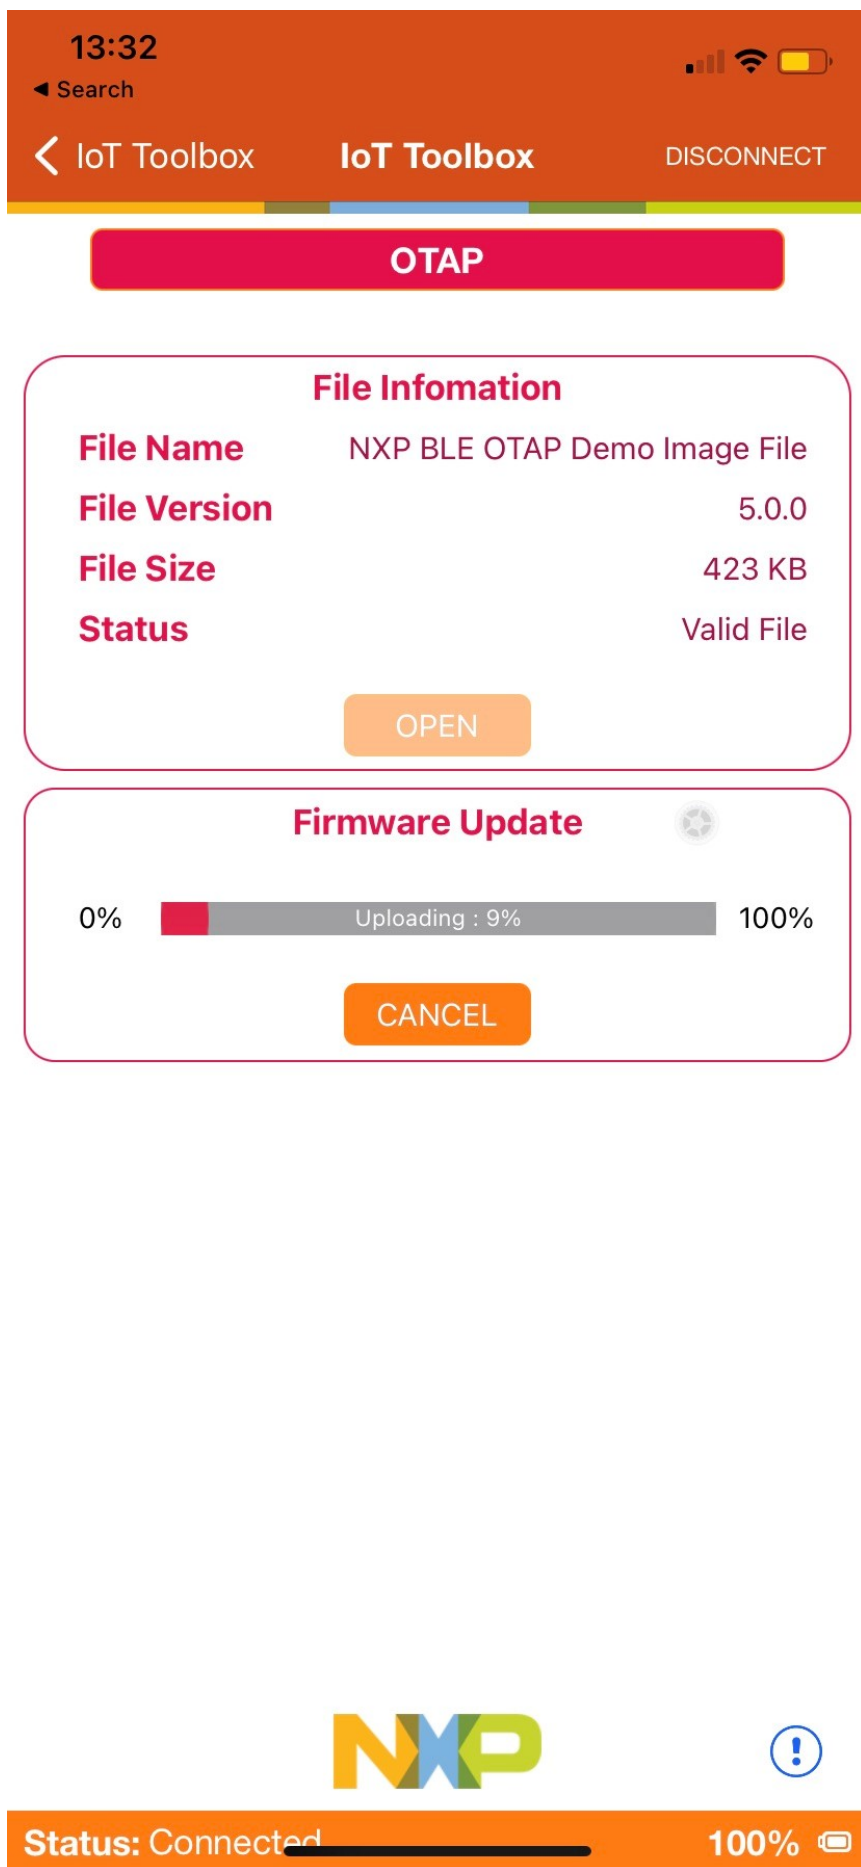 13:32
◀ Search
IoT Toolbox IoT Toolbox DISCONNECT
OTAP
File Infomation
File Name NXP BLE OTAP Demo Image File
File Version 5.0.0
File Size 423 KB
Status Valid File
OPEN
Firmware Update
0% Uploading : 9% 100%
CANCEL
NXP
Status: Connected 100%